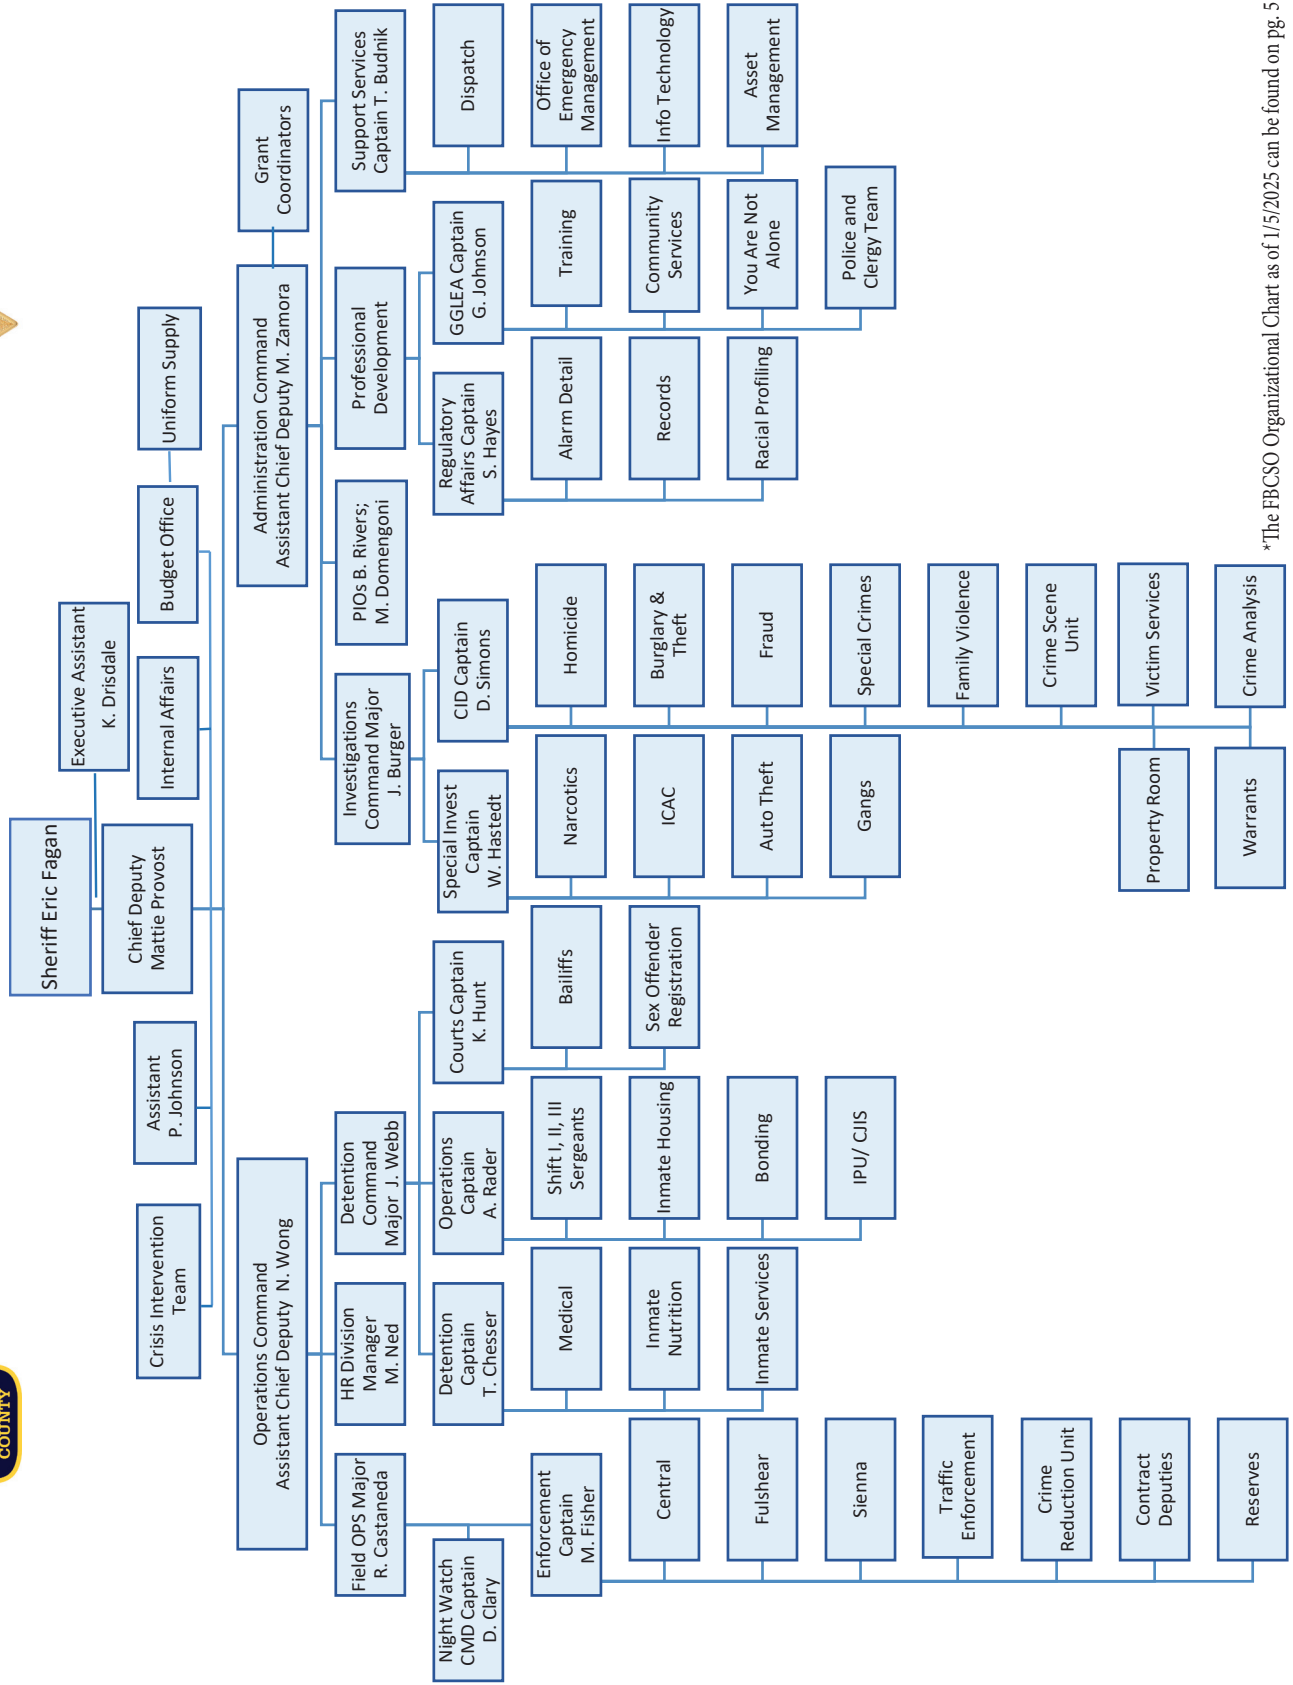 COUNTY
Sheriff Eric Fagan
Chief Deputy
Mattie Provost
Executive Assistant
K. Drisdale
Crisis Intervention
Team
Assistant
P. Johnson
Internal Affairs
Budget Office
Uniform Supply
Operations Command
Assistant Chief Deputy N. Wong
Administration Command
Assistant Chief Deputy M. Zamora
Grant
Coordinators
Field OPS Major
R. Castaneda
HR Division
Manager
M. Ned
Detention
Command
Major J. Webb
Investigations
Command Major
J. Burger
PIOs B. Rivers;
M. Domengoni
Professional
Development
Support Services
Captain T. Budnik
Night Watch
CMD Captain
D. Clary
Enforcement
Captain
M. Fisher
Central
Fulshear
Sienna
Traffic
Enforcement
Crime
Reduction Unit
Contract
Deputies
Reserves
Detention
Captain
T. Chesser
Medical
Inmate
Nutrition
Inmate Services
Operations
Captain
A. Rader
Shift I, II, III
Sergeants
Inmate Housing
Bonding
IPU/ CJIS
Courts Captain
K. Hunt
Bailiffs
Sex Offender
Registration
Special Invest
Captain
W. Hastedt
Narcotics
ICAC
Auto Theft
Gangs
CID Captain
D. Simons
Homicide
Burglary &
Theft
Fraud
Special Crimes
Family Violence
Crime Scene
Unit
Property Room
Victim Services
Warrants
Crime Analysis
Regulatory
Affairs Captain
S. Hayes
Alarm Detail
Records
Racial Profiling
GGLEA Captain
G. Johnson
Training
Community
Services
You Are Not
Alone
Police and
Clergy Team
Dispatch
Office of
Emergency
Management
Info Technology
Asset
Management
*The FBCSO Organizational Chart as of 1/5/2025 can be found on pg. 5